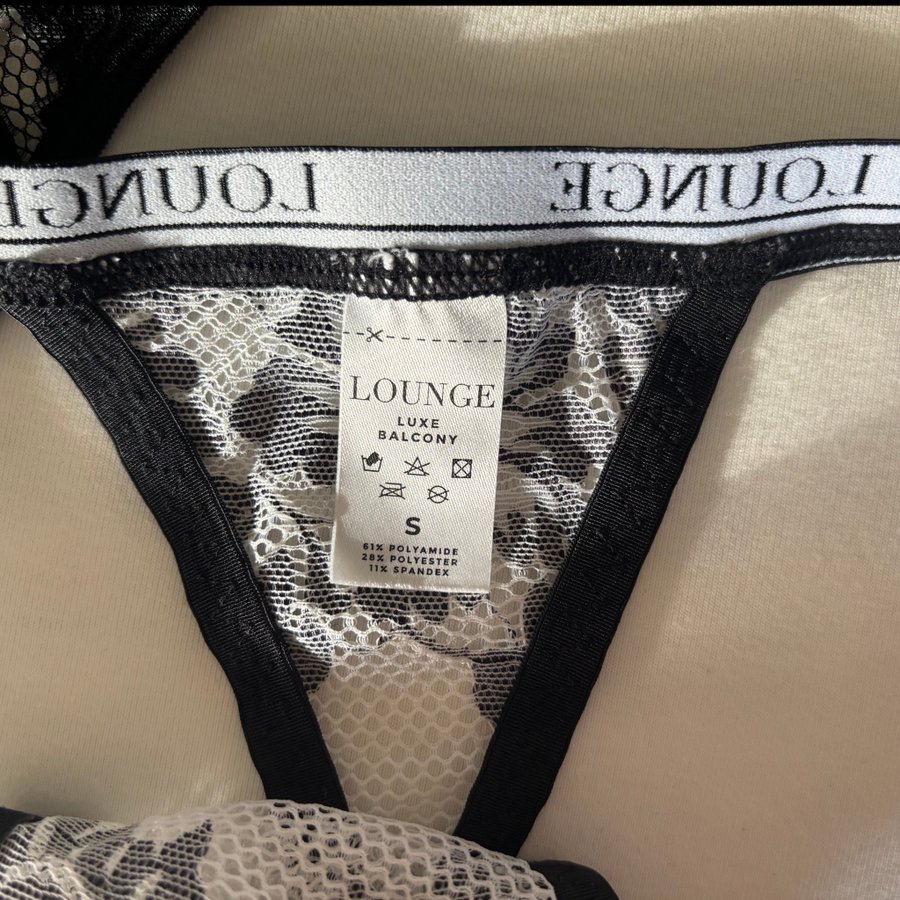 LOUNGE LOUNGE
LOUNGE
LUXE
BALCONY
S
61% POLYAMIDE
28% POLYESTER
11% SPANDEX